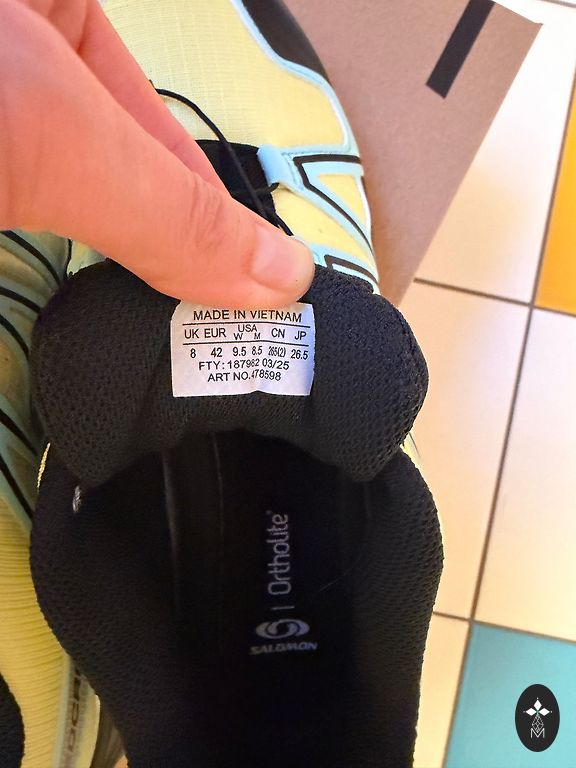 MADE IN VIETNAM
USA
UK EUR W M CN JP
8 42 9.5 8.5 265(2) 26.5
FTY: 187982 03/25
ART NO.478598
OrthoLite®
SALOMON
M